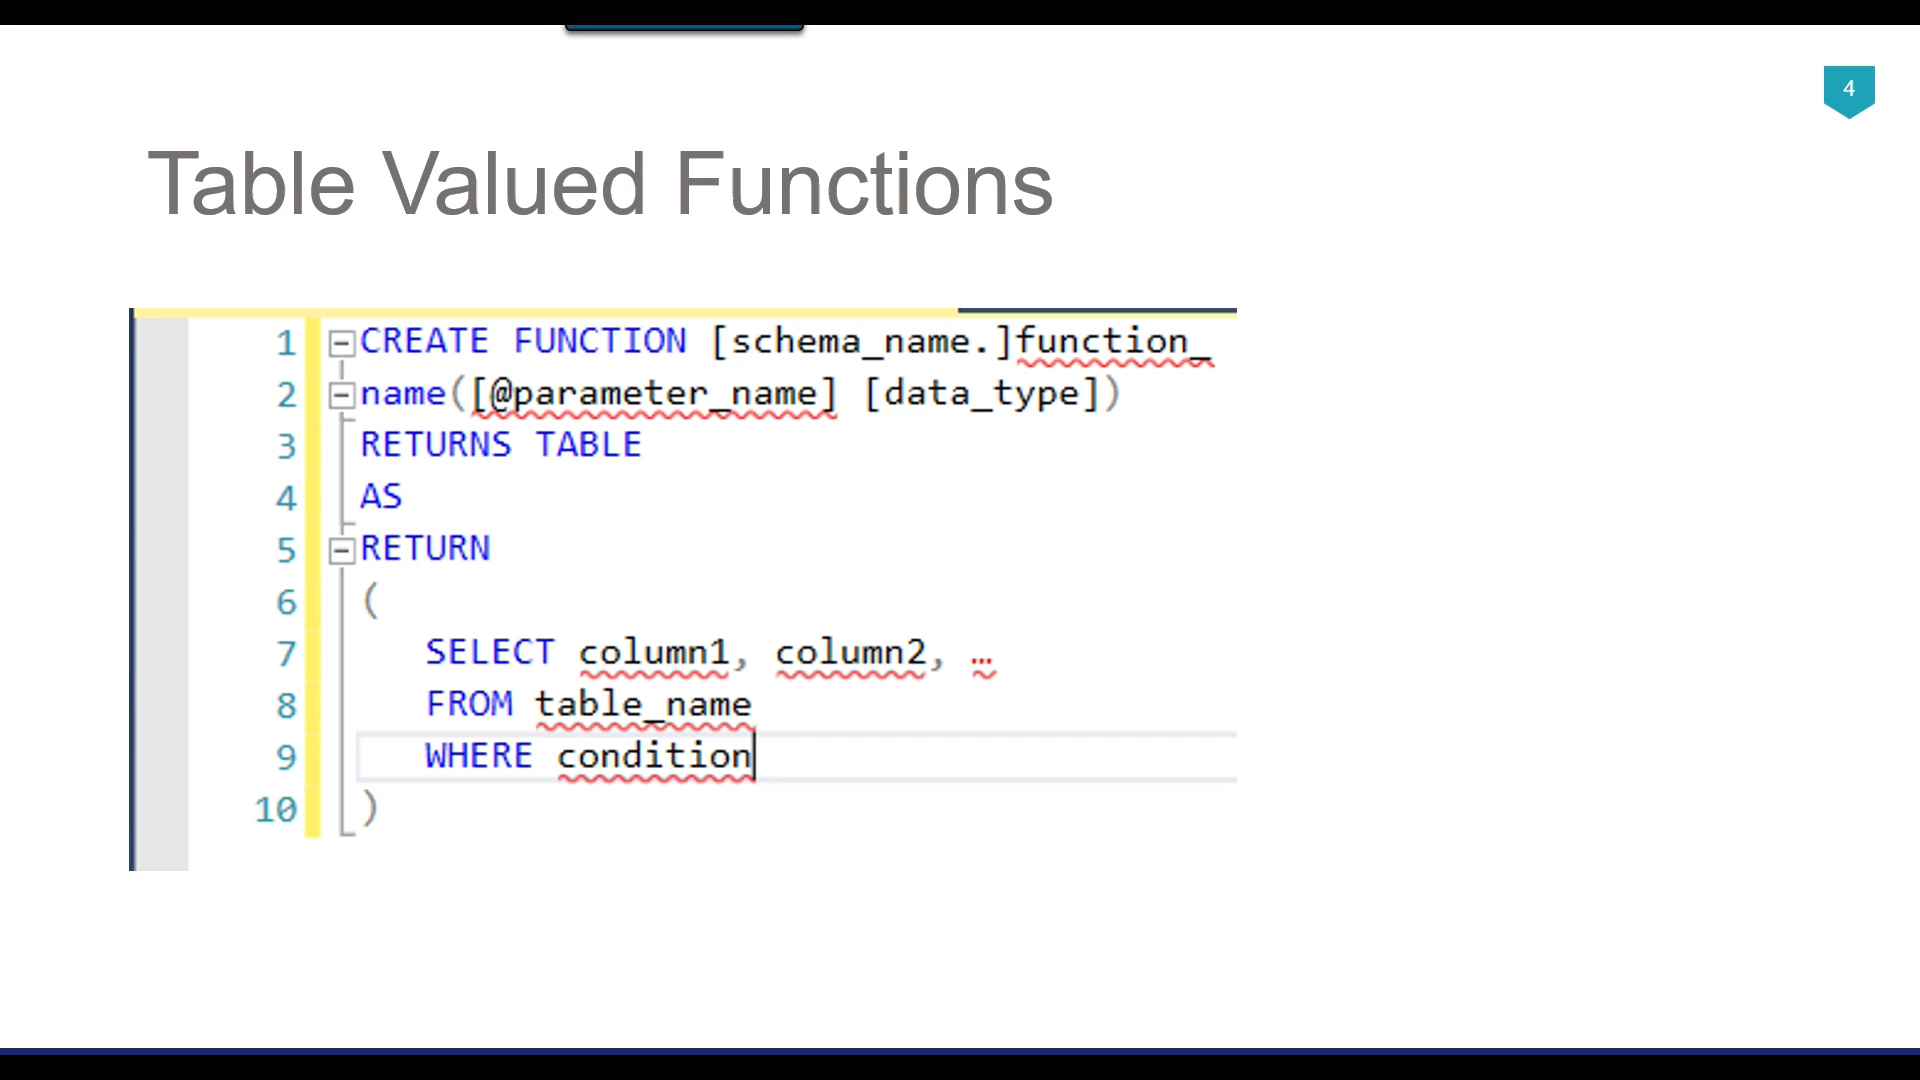 4
Table Valued Functions
1 CREATE FUNCTION [schema_name.]function_
2 name([@parameter_name] [data_type])
3 RETURNS TABLE
4 AS
5 RETURN
6 (
7 SELECT column1, column2, …
8 FROM table_name
9 WHERE condition
10 )